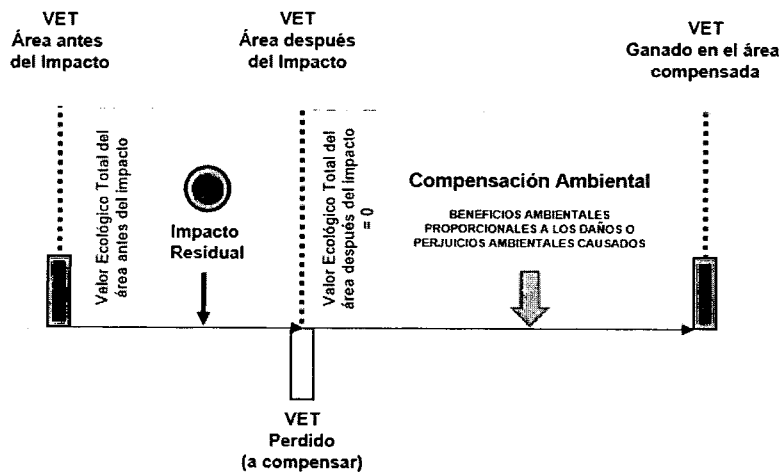 VET
Área antes
del Impacto
VET
Área después
del Impacto
VET
Ganado en el área
compensada
Valor Ecológico Total del
área antes del impacto
Impacto
Residual
Valor Ecológico Total del
área después del impacto
= 0
Compensación Ambiental
BENEFICIOS AMBIENTALES
PROPORCIONALES A LOS DAÑOS O
PERJUICIOS AMBIENTALES CAUSADOS
VET
Perdido
(a compensar)